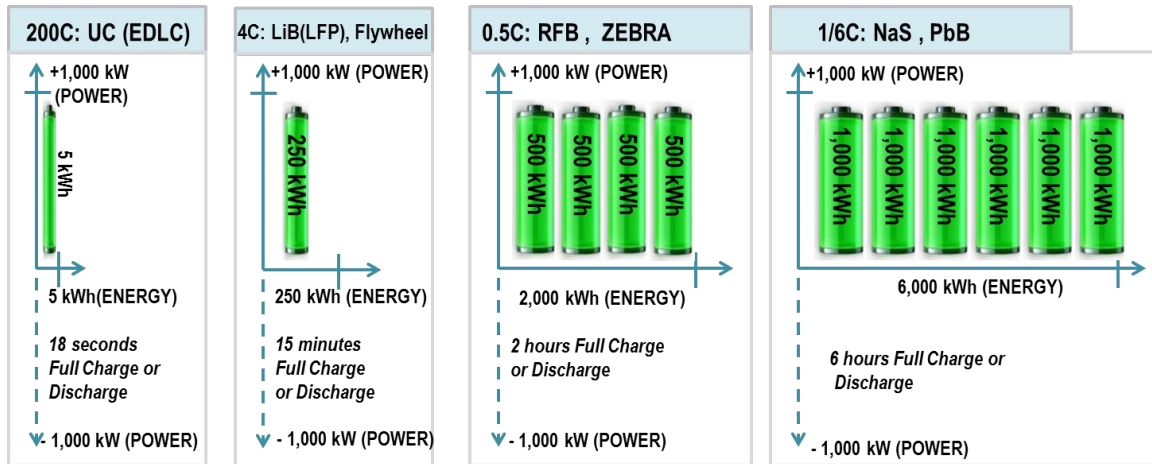 200C: UC (EDLC)
+1,000 kW
(POWER)
5 kWh
5 kWh(ENERGY)
18 seconds
Full Charge or
Discharge
- 1,000 kW (POWER)
4C: LiB(LFP), Flywheel
+1,000 kW (POWER)
250 kWh
250 kWh (ENERGY)
15 minutes
Full Charge
or Discharge
- 1,000 kW (POWER)
0.5C: RFB , ZEBRA
+1,000 kW (POWER)
500 kWh
500 kWh
500 kWh
500 kWh
2,000 kWh (ENERGY)
2 hours Full Charge
or Discharge
- 1,000 kW (POWER)
1/6C: NaS , PbB
+1,000 kW (POWER)
1,000 kWh
1,000 kWh
1,000 kWh
1,000 kWh
1,000 kWh
1,000 kWh
6,000 kWh (ENERGY)
6 hours Full Charge or
Discharge
- 1,000 kW (POWER)